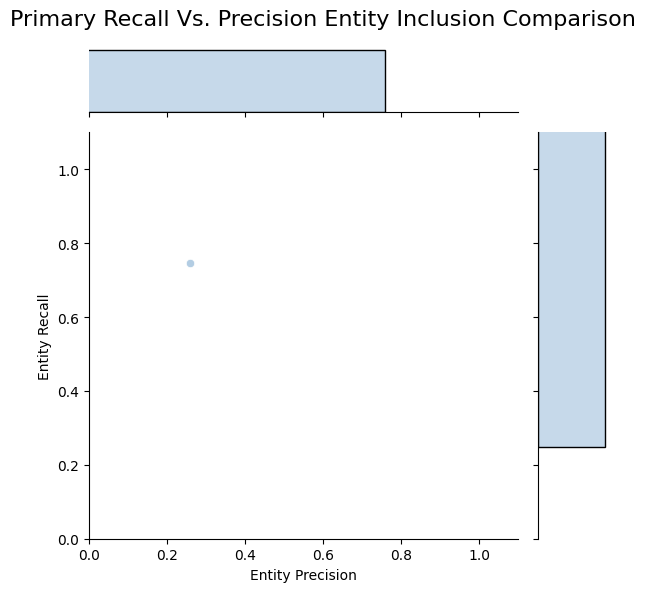 Primary Recall Vs. Precision Entity Inclusion Comparison
1.0
0.8
0.6
0.4
0.2
0.0
Entity Recall
0.0 0.2 0.4 0.6 0.8 1.0
Entity Precision